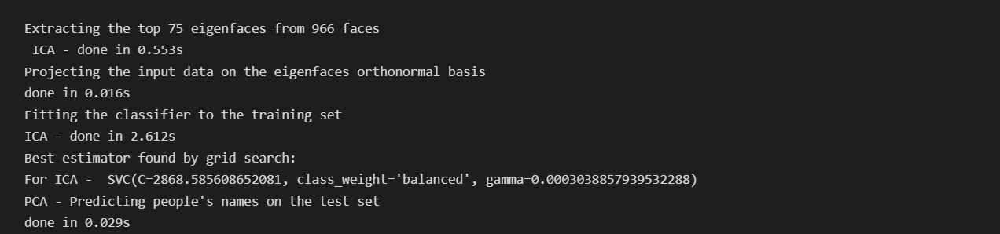 Extracting the top 75 eigenfaces from 966 faces
ICA - done in 0.553s
Projecting the input data on the eigenfaces orthonormal basis
done in 0.016s
Fitting the classifier to the training set
ICA - done in 2.612s
Best estimator found by grid search:
For ICA -  SVC(C=2868.585608652081, class_weight='balanced', gamma=0.0003038857939532288)
PCA - Predicting people's names on the test set
done in 0.029s